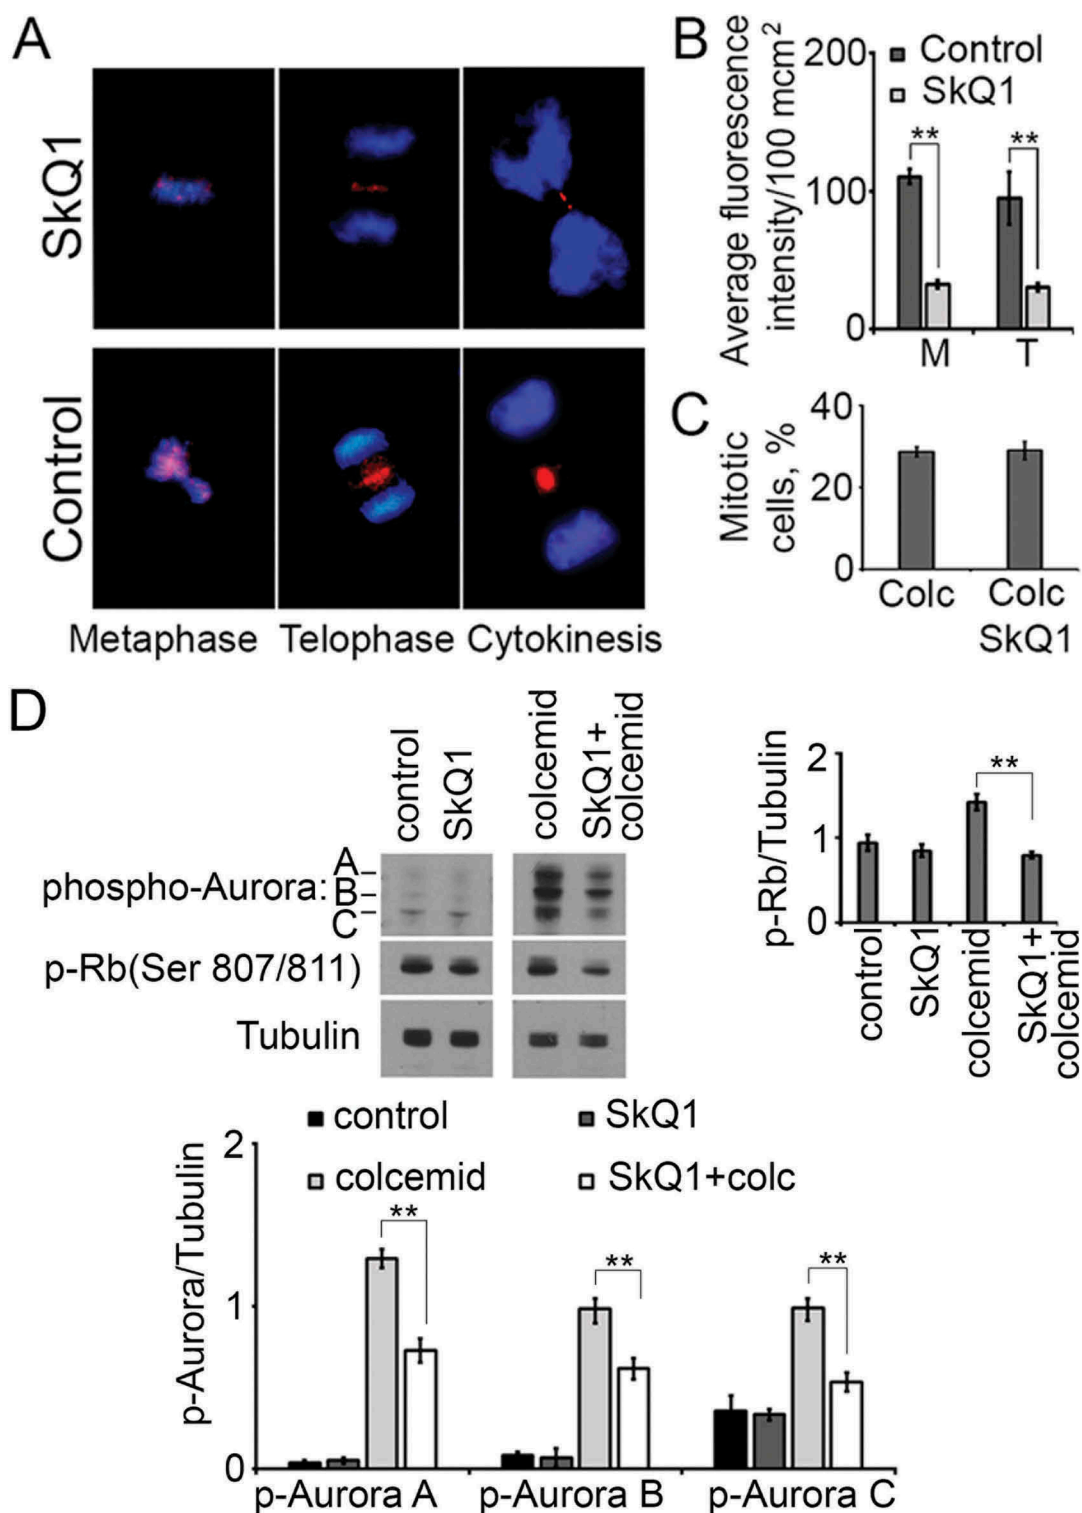 A
SkQ1
Control
Metaphase
Telophase
Cytokinesis
B
Average fluorescence
intensity/100 mcm²
200
100
0
Control
SkQ1
**
**
M
T
C
Mitotic
cells, %
40
20
0
Colc
Colc
SkQ1
D
control
SkQ1
colcemid
SkQ1+
colcemid
phospho-Aurora:
A
B
C
p-Rb(Ser 807/811)
Tubulin
p-Rb/Tubulin
2
1
0
**
control
SkQ1
colcemid
SkQ1+
colcemid
control
SkQ1
colcemid
SkQ1+colc
p-Aurora/Tubulin
2
1
0
**
**
**
p-Aurora A
p-Aurora B
p-Aurora C